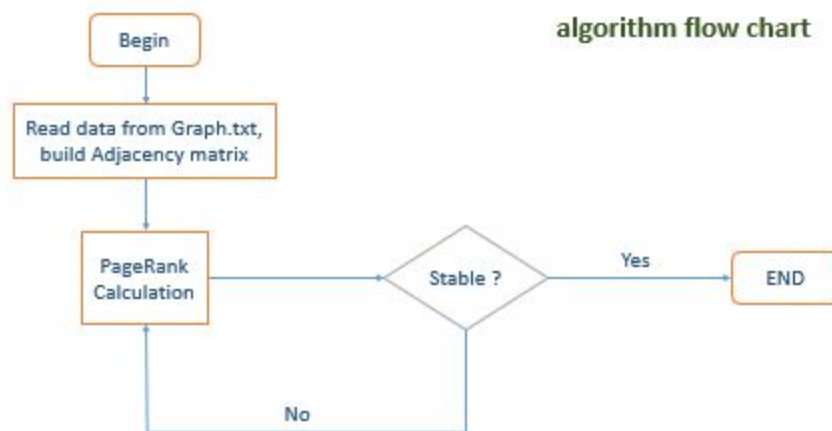 algorithm flow chart
Begin
Read data from Graph.txt,
build Adjacency matrix
PageRank
Calculation
Stable ?
Yes
END
No